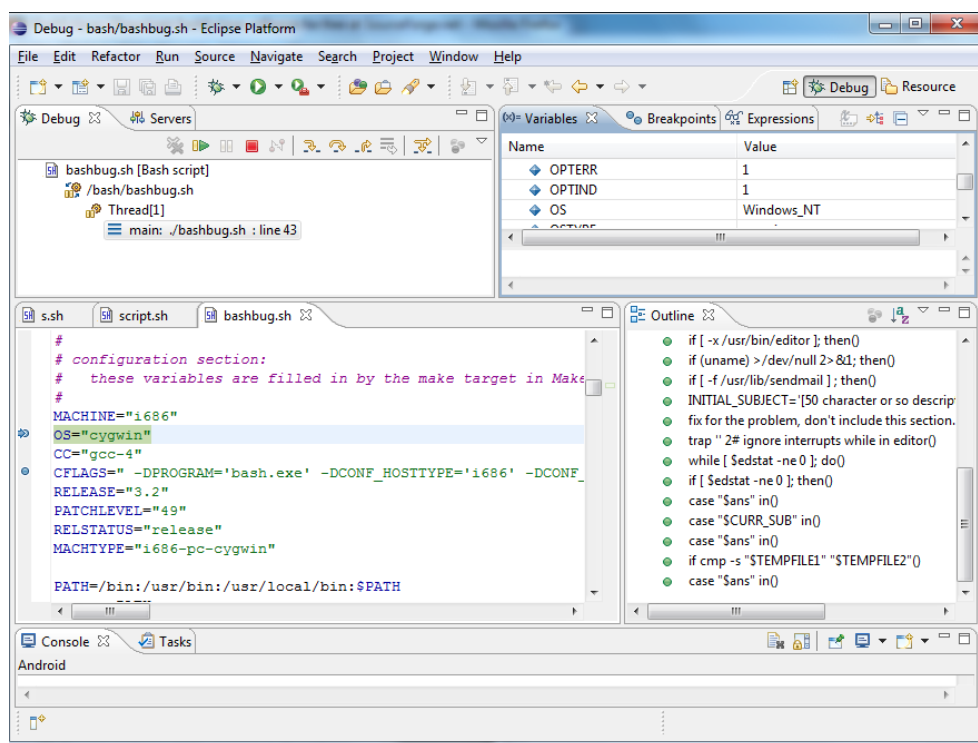 Debug - bash/bashbug.sh - Eclipse Platform
File Edit Refactor Run Source Navigate Search Project Window Help
Debug Resource
Debug Servers
bashbug.sh [Bash script]
/bash/bashbug.sh
Thread[1]
main: ./bashbug.sh : line 43
(x)= Variables Breakpoints Expressions
Name Value
OPTERR 1
OPTIND 1
OS Windows_NT
s.sh script.sh bashbug.sh
#
# configuration section:
#   these variables are filled in by the make target in Make
#
MACHINE="i686"
OS="cygwin"
CC="gcc-4"
CFLAGS=" -DPROGRAM='bash.exe' -DCONF_HOSTTYPE='i686' -DCONF_
RELEASE="3.2"
PATCHLEVEL="49"
RELSTATUS="release"
MACHTYPE="i686-pc-cygwin"
PATH=/bin:/usr/bin:/usr/local/bin:$PATH
Outline
if [ -x /usr/bin/editor ]; then()
if (uname) >/dev/null 2>&1; then()
if [ -f /usr/lib/sendmail ] ; then()
INITIAL_SUBJECT='[50 character or so descrip
fix for the problem, don't include this section.
trap '' 2# ignore interrupts while in editor()
while [ $edstat -ne 0 ]; do()
if [ $edstat -ne 0 ]; then()
case "$ans" in()
case "$CURR_SUB" in()
case "$ans" in()
if cmp -s "$TEMPFILE1" "$TEMPFILE2"()
case "$ans" in()
Console Tasks
Android